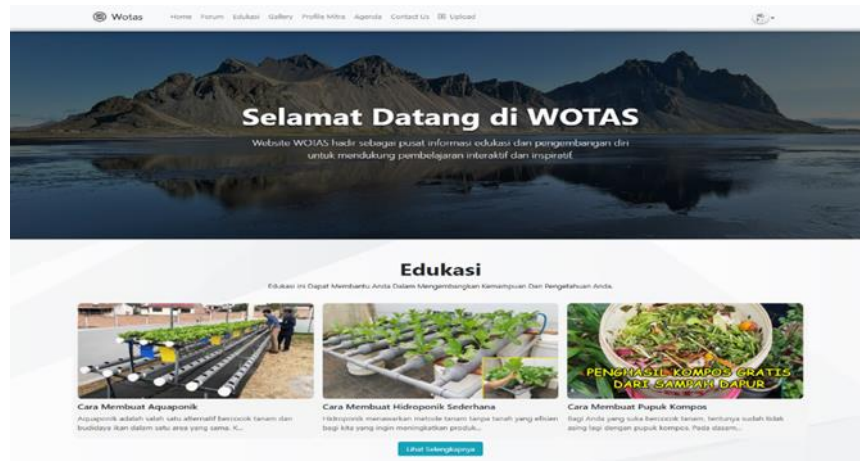 Wotas
Home Forum Edukasi Gallery Profile Mitra Agenda Contact Us Upload
Selamat Datang di WOTAS
Website WOTAS hadir sebagai pusat informasi edukasi dan pengembangan diri
untuk mendukung pembelajaran interaktif dan inspiratif.
Edukasi
Edukasi ini Dapat Membantu Anda Dalam Mengembangkan Kemampuan Dan Pengetahuan Anda.
PENGHASIL KOMPOS GRATIS
DARI SAMPAH DAPUR
Cara Membuat Aquaponik
Aquaponik adalah salah satu alternatif bercocok tanam dan
budidaya ikan dalam satu area yang sama. K...
Cara Membuat Hidroponik Sederhana
Hidroponik menawarkan metode tanam tanpa tanah yang efisien
bagi kita yang ingin meningkatkan produk...
Cara Membuat Pupuk Kompos
Bagi Anda yang suka bercocok tanam, tentunya sudah tidak
asing lagi dengan pupuk kompos. Pada dasarn...
Lihat Selengkapnya